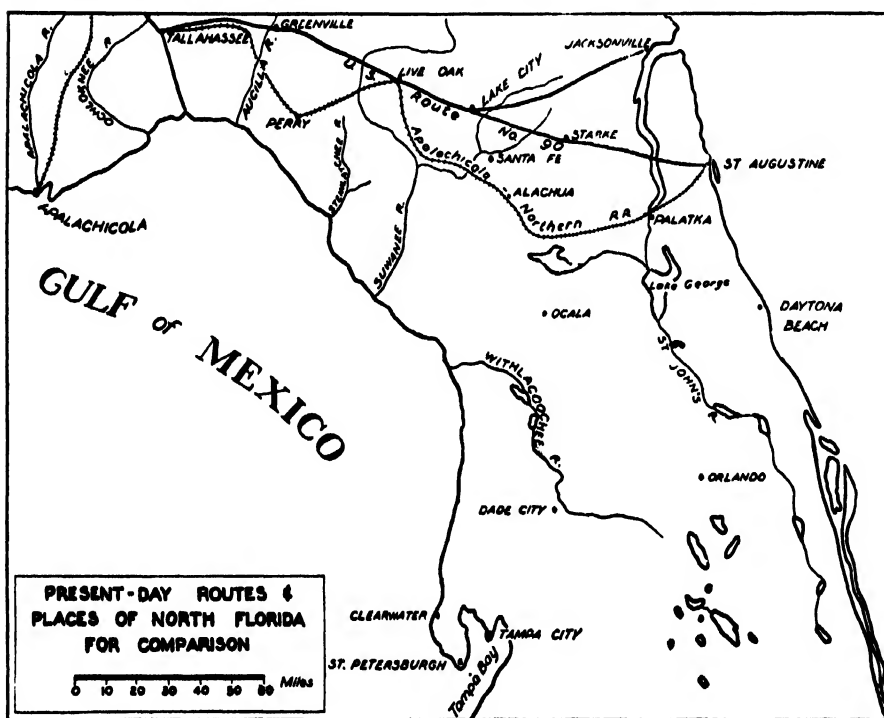 GREENVILLE
TALLAHASSEE
JACKSONVILLE
APALACHICOLA R.
AUCILLA R.
LIVE OAK
LAKE CITY
U S Route No 90
PERRY
STARKE
SANTA FE
ST AUGUSTINE
Apalachicola Northern R.R.
ALACHUA
PALATKA
APALACHICOLA
SUWANEE R.
Lake George
GULF of MEXICO
OCALA
DAYTONA
BEACH
ST JOHN'S R.
WITHLACOOCHEE R.
ORLANDO
DADE CITY
PRESENT-DAY ROUTES &
PLACES OF NORTH FLORIDA
FOR COMPARISON
0 10 20 30 40 50 60 Miles
CLEARWATER
TAMPA CITY
ST. PETERSBURGH
Tampa Bay